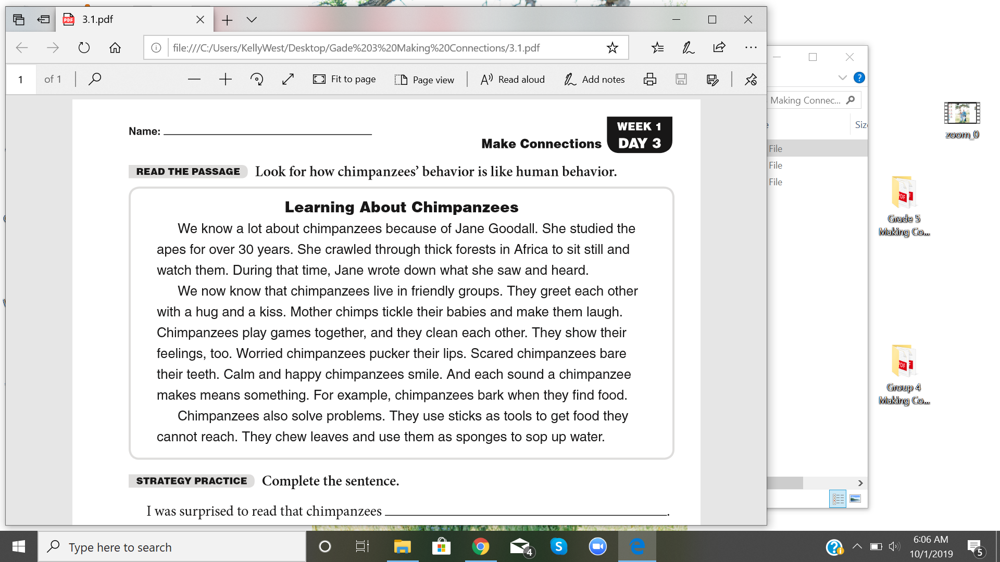 3.1.pdf
file:///C:/Users/KellyWest/Desktop/Gade%203%20Making%20Connections/3.1.pdf
1 of 1
Fit to page
Page view
Read aloud
Add notes
Name:
WEEK 1
DAY 3
Make Connections
READ THE PASSAGE Look for how chimpanzees’ behavior is like human behavior.
Learning About Chimpanzees
We know a lot about chimpanzees because of Jane Goodall. She studied the
apes for over 30 years. She crawled through thick forests in Africa to sit still and
watch them. During that time, Jane wrote down what she saw and heard.
We now know that chimpanzees live in friendly groups. They greet each other
with a hug and a kiss. Mother chimps tickle their babies and make them laugh.
Chimpanzees play games together, and they clean each other. They show their
feelings, too. Worried chimpanzees pucker their lips. Scared chimpanzees bare
their teeth. Calm and happy chimpanzees smile. And each sound a chimpanzee
makes means something. For example, chimpanzees bark when they find food.
Chimpanzees also solve problems. They use sticks as tools to get food they
cannot reach. They chew leaves and use them as sponges to sop up water.
STRATEGY PRACTICE Complete the sentence.
I was surprised to read that chimpanzees ___.
Making Connec...
File
File
File
zoom_0
Grade 5
Making Co...
Group 4
Making Co...
Type here to search
4
6:06 AM
10/1/2019
5